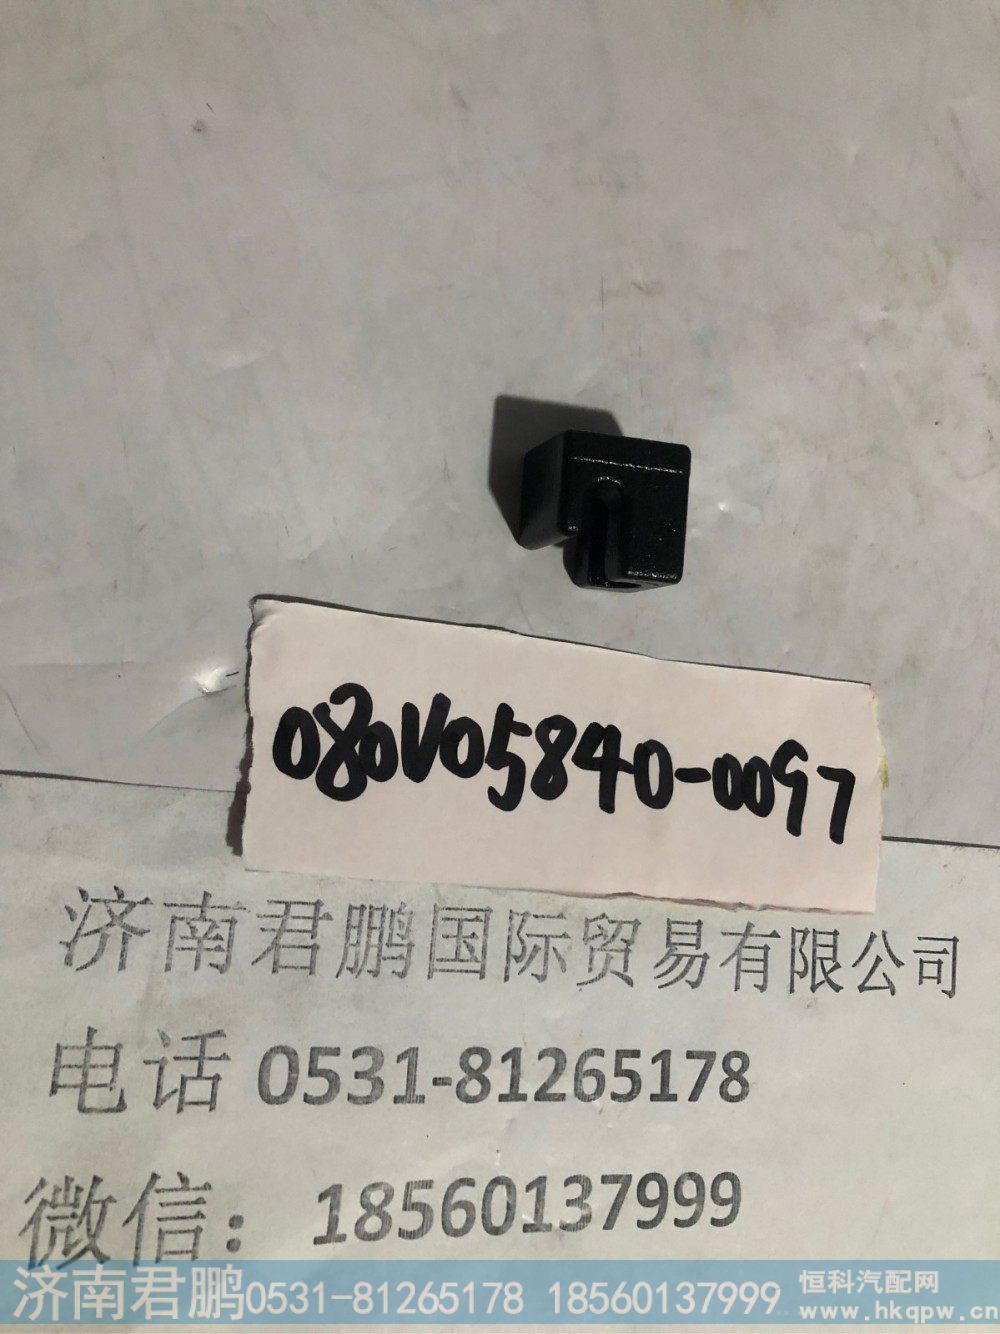 080V05840-0097
济南君鹏国际贸易有限公司
电话 0531-81265178
微信： 18560137999
济南君鹏0531-81265178 18560137999
恒科汽配网
www.hkqpw.cn